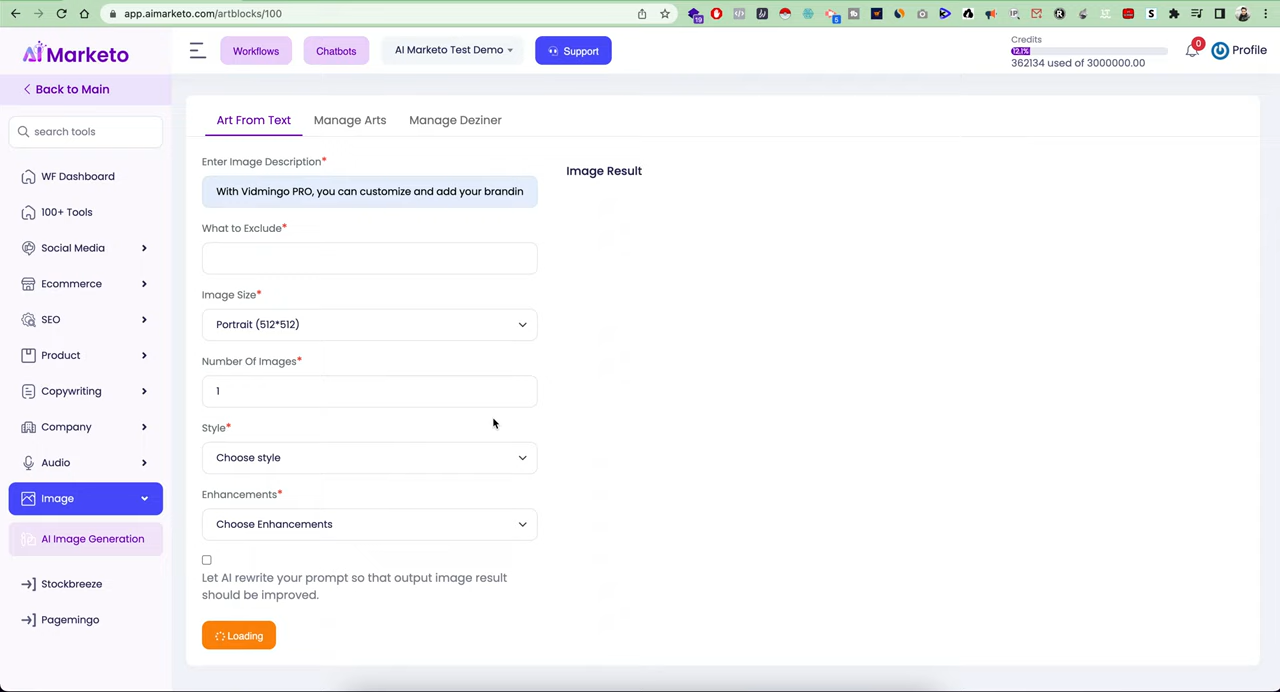 app.aimarketo.com/artblocks/100
19
5
AiMarketo
Workflows
Chatbots
AI Marketo Test Demo
Support
Credits
12.1%
362134 used of 3000000.00
0
Profile
Back to Main
search tools
WF Dashboard
100+ Tools
Social Media
Ecommerce
SEO
Product
Copywriting
Company
Audio
Image
AI Image Generation
Stockbreeze
Pagemingo
Art From Text
Manage Arts
Manage Deziner
Enter Image Description*
With Vidmingo PRO, you can customize and add your brandin
What to Exclude*
Image Size*
Portrait (512*512)
Number Of Images*
1
Style*
Choose style
Enhancements*
Choose Enhancements
Let AI rewrite your prompt so that output image result
should be improved.
Loading
Image Result